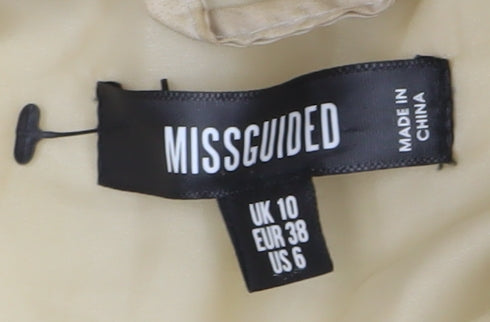 MISSGUIDED
MADE IN
CHINA
UK 10
EUR 38
US 6